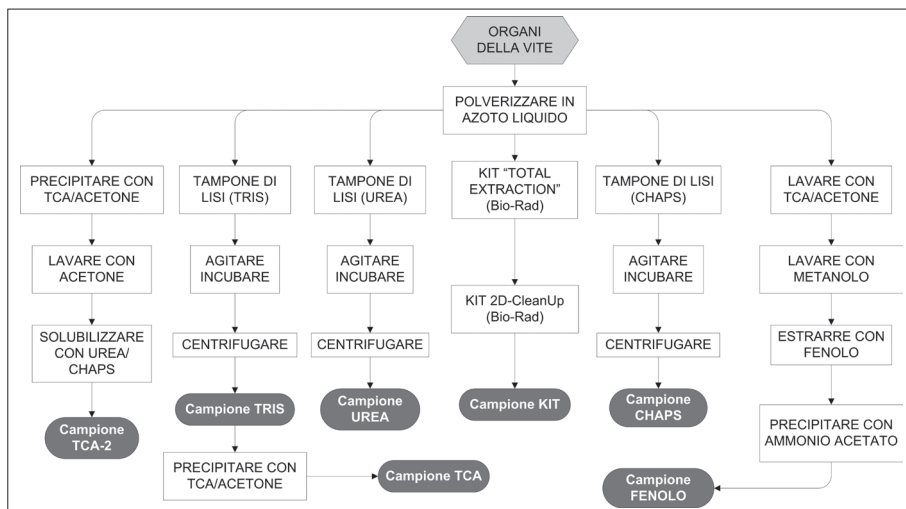 ORGANI
DELLA VITE
POLVERIZZARE IN
AZOTO LIQUIDO
PRECIPITARE CON
TCA/ACETONE
LAVARE CON
ACETONE
SOLUBILIZZARE
CON UREA/
CHAPS
Campione
TCA-2
TAMPONE DI
LISI (TRIS)
AGITARE
INCUBARE
CENTRIFUGARE
Campione TRIS
PRECIPITARE CON
TCA/ACETONE
Campione TCA
TAMPONE DI
LISI (UREA)
AGITARE
INCUBARE
CENTRIFUGARE
Campione
UREA
KIT “TOTAL
EXTRACTION”
(Bio-Rad)
KIT 2D-CleanUp
(Bio-Rad)
Campione KIT
TAMPONE DI LISI
(CHAPS)
AGITARE
INCUBARE
CENTRIFUGARE
Campione
CHAPS
LAVARE CON
TCA/ACETONE
LAVARE CON
METANOLO
ESTRARRE CON
FENOLO
PRECIPITARE CON
AMMONIO ACETATO
Campione
FENOLO